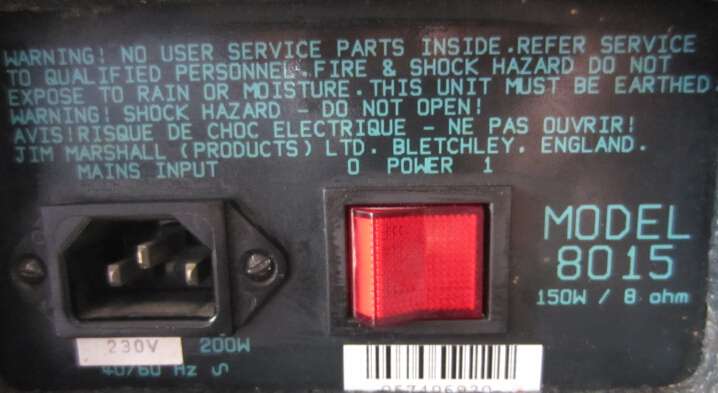 WARNING! NO USER SERVICE PARTS INSIDE.REFER SERVICE
TO QUALIFIED PERSONNEL.FIRE & SHOCK HAZARD DO NOT
EXPOSE TO RAIN OR MOISTURE.THIS UNIT MUST BE EARTHED.
WARNING! SHOCK HAZARD - DO NOT OPEN!
AVIS!RISQUE DE CHOC ELECTRIQUE - NE PAS OUVRIR!
JIM MARSHALL (PRODUCTS) LTD. BLETCHLEY, ENGLAND.
MAINS INPUT 0 POWER 1
MODEL
8015
150W / 8 ohm
230V 200W
40/60 Hz